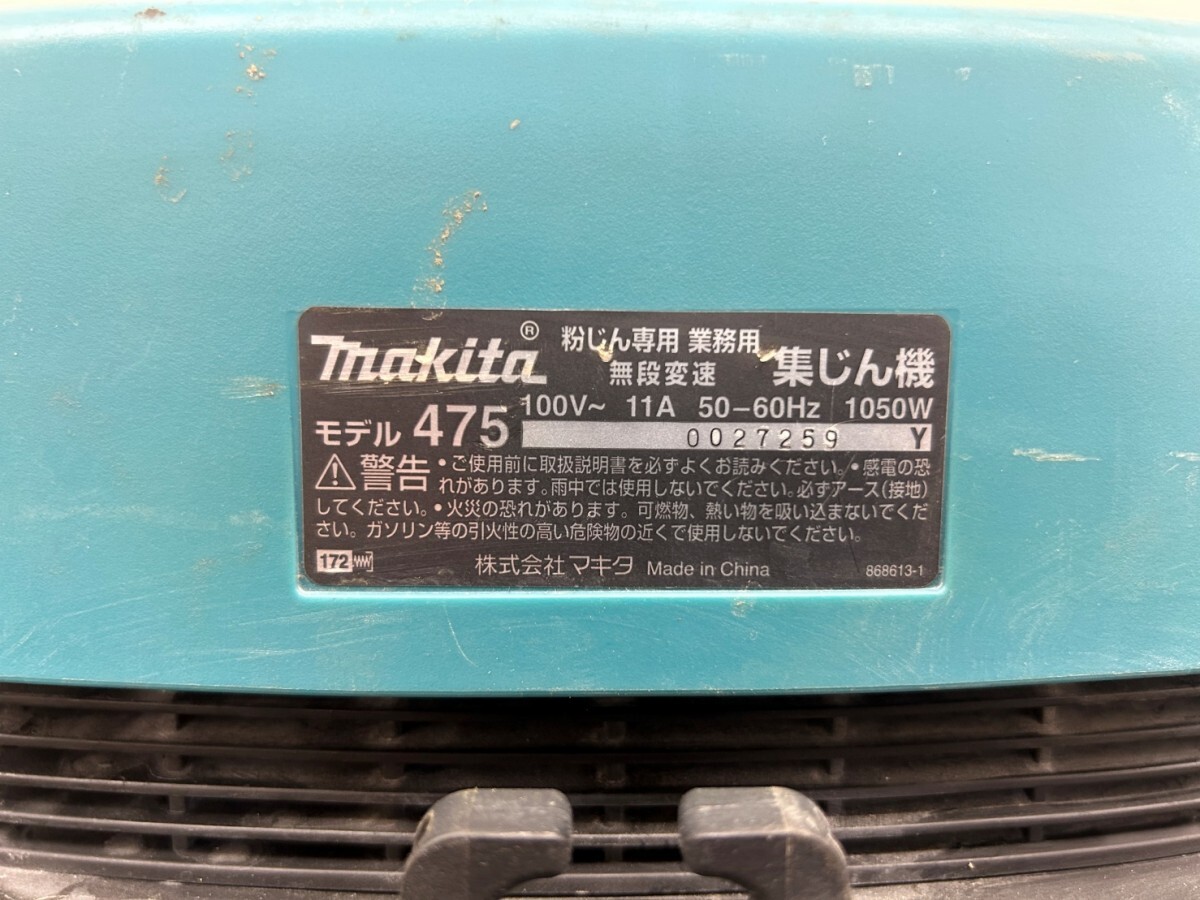 makita® 粉じん専用 業務用
無段変速 集じん機
100V~ 11A 50-60Hz 1050W
モデル 475 0027259 Y
警告 •ご使用前に取扱説明書を必ずよくお読みください。•感電の恐
れがあります。雨中では使用しないでください。必ずアース(接地)
してください。•火災の恐れがあります。可燃物、熱い物を吸い込まないでくだ
さい。ガソリン等の引火性の高い危険物の近くで使用しないでください。
172 株式会社 マキタ Made in China 868613-1